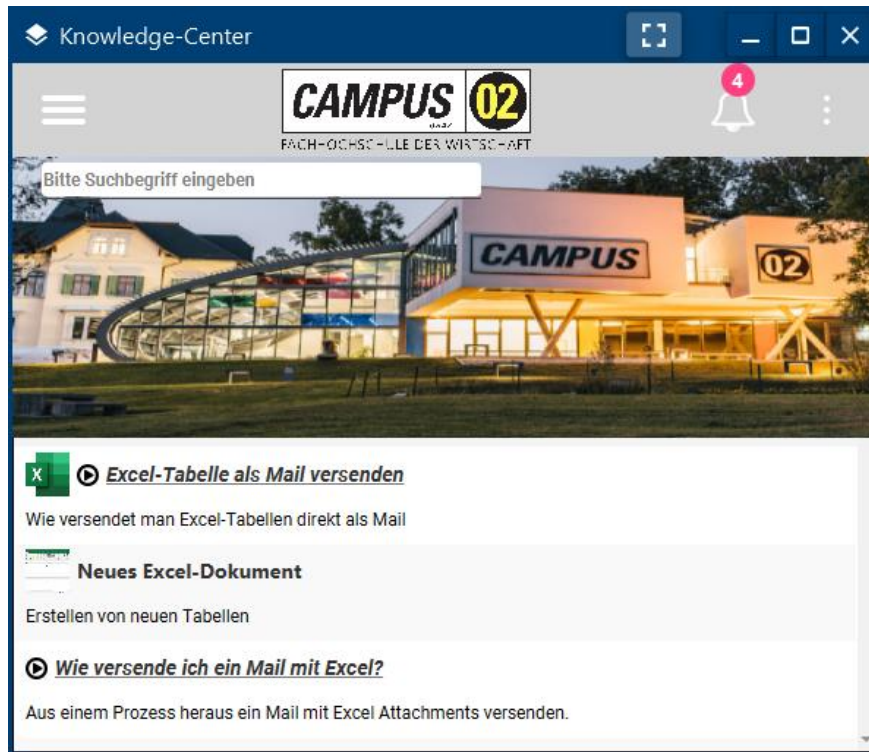 Knowledge-Center
CAMPUS 02
FACHHOCHSCHULE DER WIRTSCHAFT
4
Bitte Suchbegriff eingeben
CAMPUS 02
Excel-Tabelle als Mail versenden
Wie versendet man Excel-Tabellen direkt als Mail
Neues Excel-Dokument
Erstellen von neuen Tabellen
Wie versende ich ein Mail mit Excel?
Aus einem Prozess heraus ein Mail mit Excel Attachments versenden.